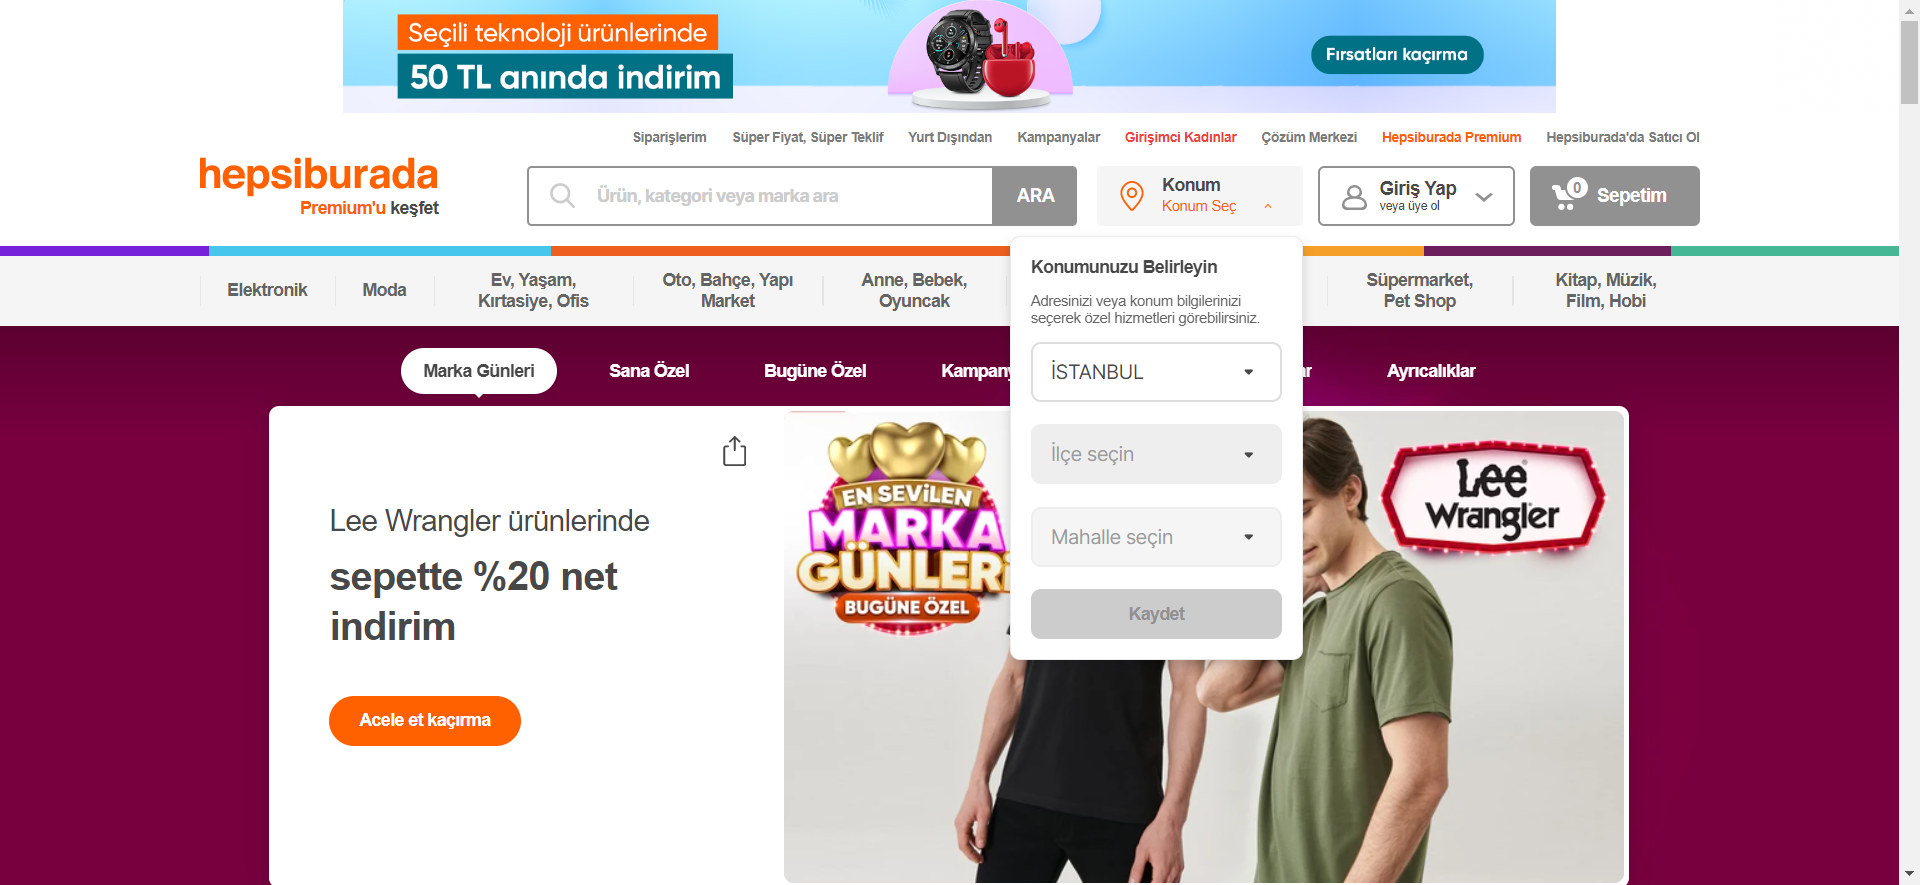 Seçili teknoloji ürünlerinde
50 TL anında indirim
Fırsatları kaçırma
Siparişlerim
Süper Fiyat, Süper Teklif
Yurt Dışından
Kampanyalar
Girişimci Kadınlar
Çözüm Merkezi
Hepsiburada Premium
Hepsiburada'da Satıcı Ol
hepsiburada
Premium'u keşfet
Ürün, kategori veya marka ara
ARA
Konum
Konum Seç
Giriş Yap
veya üye ol
0
Sepetim
Elektronik
Moda
Ev, Yaşam,
Kırtasiye, Ofis
Oto, Bahçe, Yapı
Market
Anne, Bebek,
Oyuncak
Süpermarket,
Pet Shop
Kitap, Müzik,
Film, Hobi
Konumunuzu Belirleyin
Adresinizi veya konum bilgilerinizi
seçerek özel hizmetleri görebilirsiniz.
İSTANBUL
İlçe seçin
Mahalle seçin
Kaydet
Marka Günleri
Sana Özel
Bugüne Özel
Kampany
Ayrıcalıklar
Lee Wrangler ürünlerinde
sepette %20 net
indirim
Acele et kaçırma
EN SEVİLEN
MARKA
GÜNLERİ
BUGÜNE ÖZEL
Lee
Wrangler